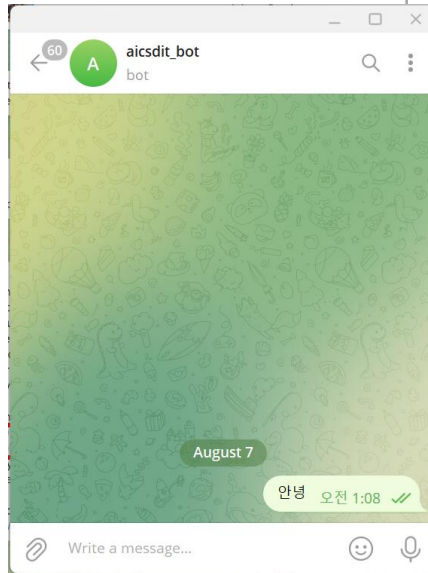 60
A
aicsdit_bot
bot
August 7
안녕 오전 1:08
Write a message...